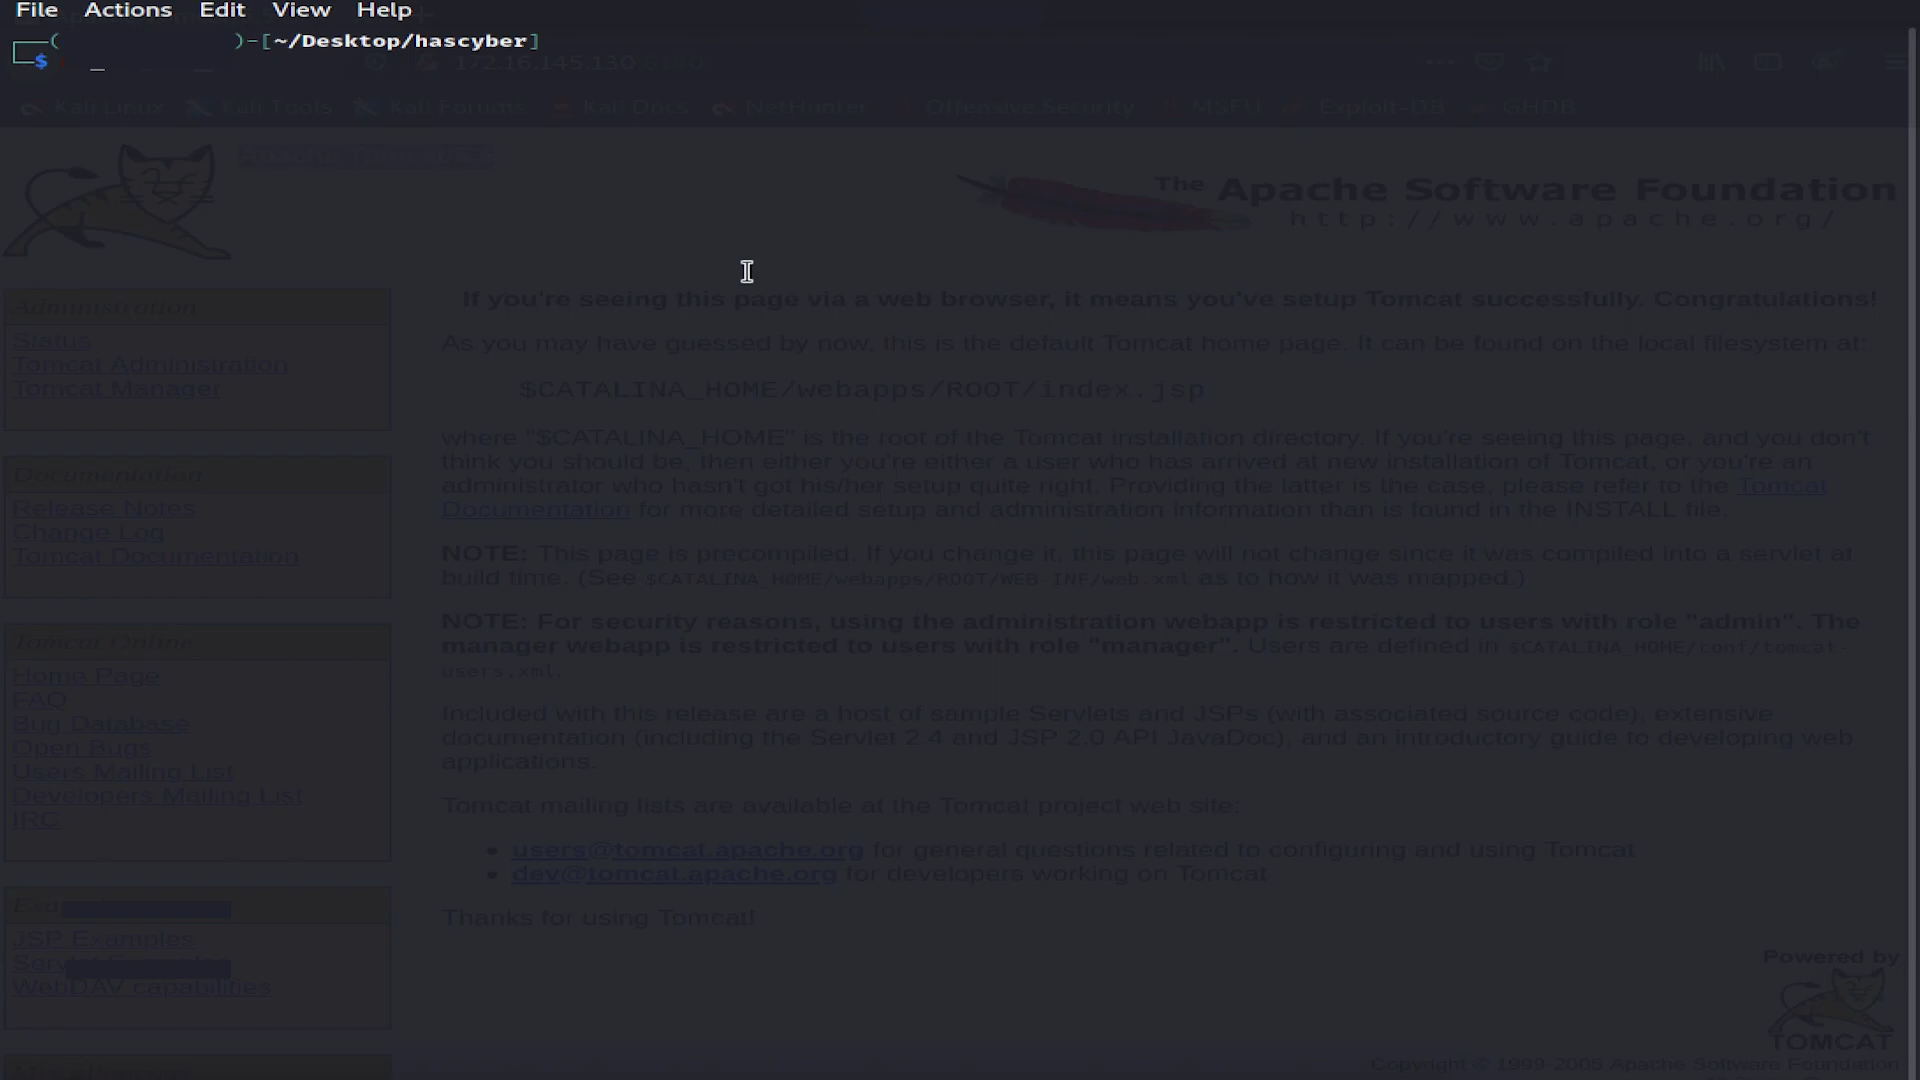 File Actions Edit View Help
( )-[~/Desktop/hascyber]
$ _
172.16.145.130:8180
Kali Linux Kali Tools Kali Forums Kali Docs NetHunter Offensive Security MSFU Exploit-DB GHDB
The Apache Software Foundation
http://www.apache.org/
Administration
Status
Tomcat Administration
Tomcat Manager
Documentation
Release Notes
Change Log
Tomcat Documentation
Tomcat Online
Home Page
FAQ
Bug Database
Open Bugs
Users Mailing List
Developers Mailing List
IRC
JSP Examples
WebDAV capabilities
If you're seeing this page via a web browser, it means you've setup Tomcat successfully. Congratulations!
As you may have guessed by now, this is the default Tomcat home page. It can be found on the local filesystem at:
$CATALINA_HOME/webapps/ROOT/index.jsp
where "$CATALINA_HOME" is the root of the Tomcat installation directory. If you're seeing this page, and you don't
think you should be, then either you're either a user who has arrived at new installation of Tomcat, or you're an
administrator who hasn't got his/her setup quite right. Providing the latter is the case, please refer to the Tomcat
Documentation for more detailed setup and administration information than is found in the INSTALL file.
NOTE: This page is precompiled. If you change it, this page will not change since it was compiled into a servlet at
build time. (See $CATALINA_HOME/webapps/ROOT/WEB-INF/web.xml as to how it was mapped.)
NOTE: For security reasons, using the administration webapp is restricted to users with role "admin". The
manager webapp is restricted to users with role "manager". Users are defined in $CATALINA_HOME/conf/tomcat-
users.xml.
Included with this release are a host of sample Servlets and JSPs (with associated source code), extensive
documentation (including the Servlet 2.4 and JSP 2.0 API JavaDoc), and an introductory guide to developing web
applications.
Tomcat mailing lists are available at the Tomcat project web site:
users@tomcat.apache.org for general questions related to configuring and using Tomcat
dev@tomcat.apache.org for developers working on Tomcat
Thanks for using Tomcat!
Powered by
TOMCAT
Copyright © 1999-2005 Apache Software Foundation
Miscellaneous